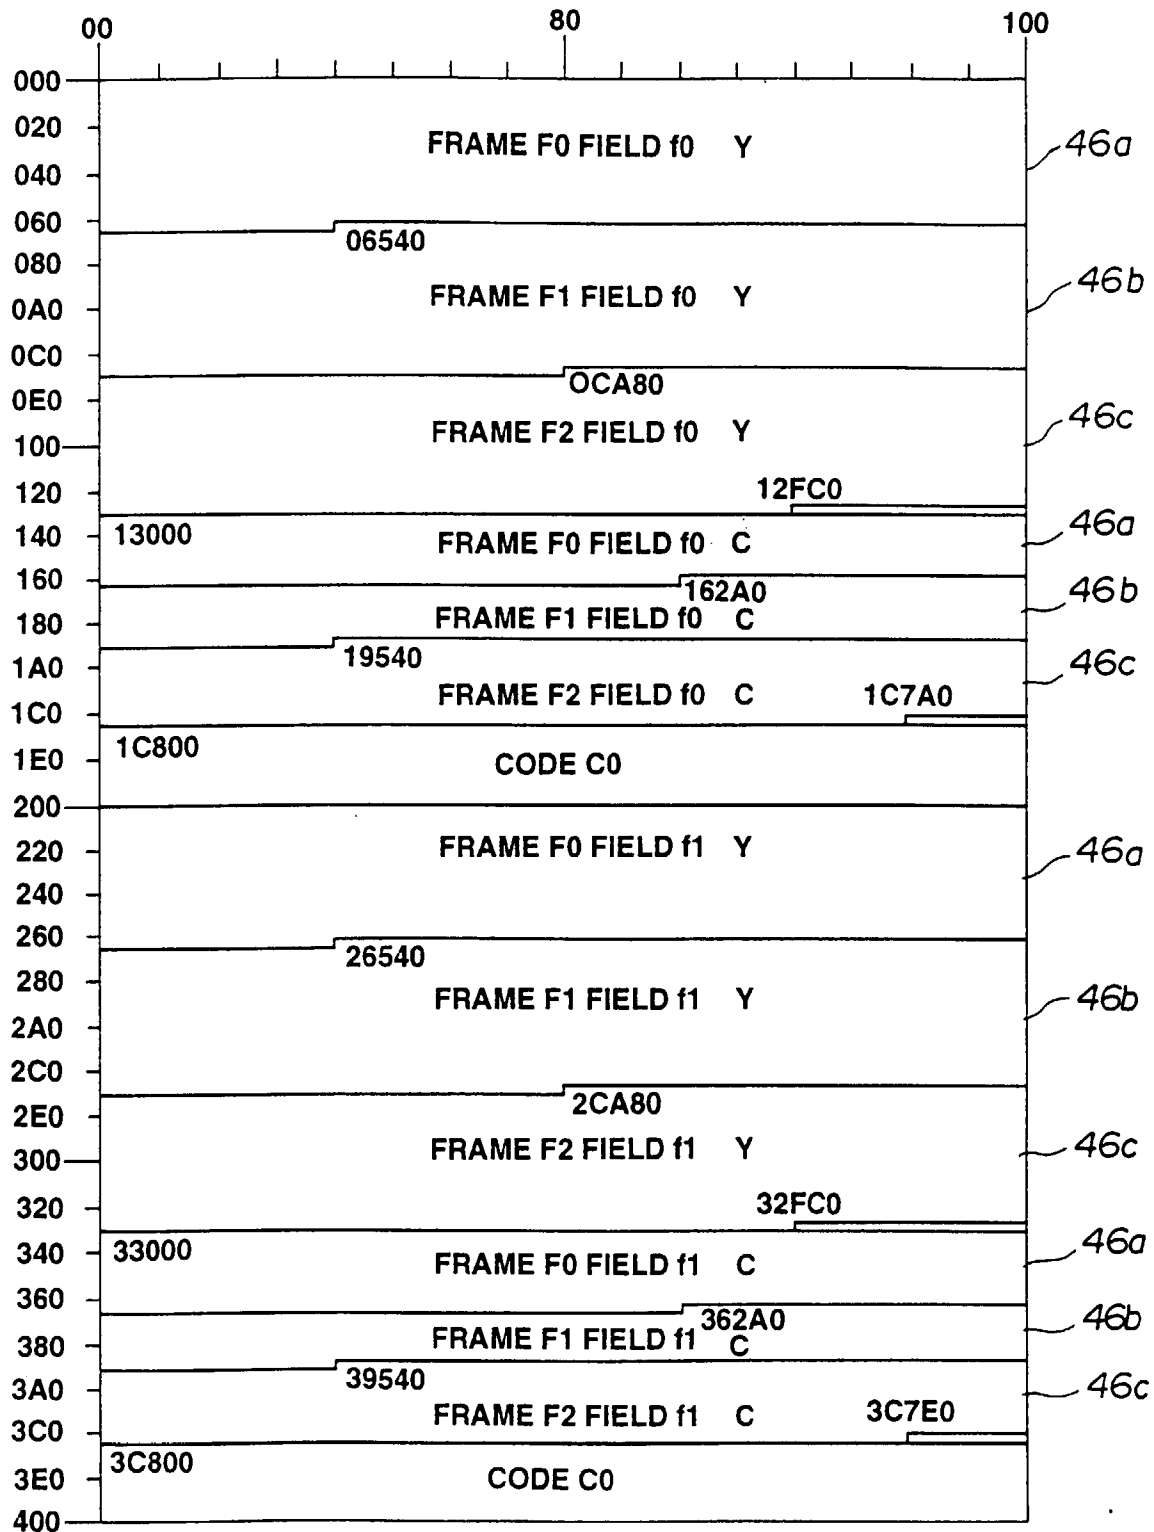 00 80 100
000
020
FRAME F0 FIELD f0 Y 46a
040
060
06540
080
46b
0A0 FRAME F1 FIELD f0 Y
0C0
OCA80
0E0
46c
100 FRAME F2 FIELD f0 Y
120 12FC0
46a
13000
140 FRAME F0 FIELD f0 C
160
162A0 46b
180 FRAME F1 FIELD f0 C
19540
1A0 46c
FRAME F2 FIELD f0 C 1C7A0
1C0
1C800
1E0 CODE C0
200
220 FRAME F0 FIELD f1 Y 46a
240
260
26540
280
FRAME F1 FIELD f1 Y 46b
2A0
2C0
2CA80
2E0
FRAME F2 FIELD f1 Y 46c
300
320 32FC0
33000 46a
340 FRAME F0 FIELD f1 C
360
362A0 46b
380 FRAME F1 FIELD f1 C
39540
3A0 46c
FRAME F2 FIELD f1 C 3C7E0
3C0
3C800
3E0 CODE C0
400